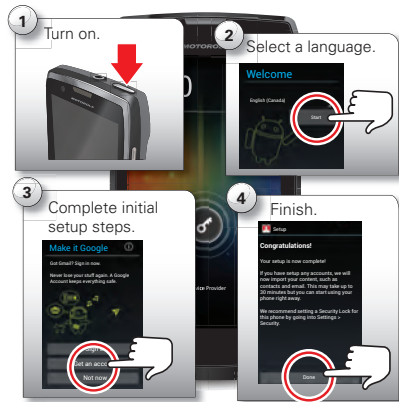 1
Turn on.
MOTOROLA
2
Select a language.
Welcome
English (Canada)
Start
MOTOROLA
3
Complete initial
setup steps.
Make it Google
Got Gmail? Sign in now.
Never lose your stuff again. A Google
Account keeps everything safe.
Not now
Provider
4
Finish.
Setup
Congratulations!
Your setup is now complete!
If you have setup any accounts, we will
now import your content, such as
contacts and email. This may take up to
30 minutes but you can start using your
phone right away.
We recommend setting a Security Lock for
this phone by going into Settings >
Security.
Done